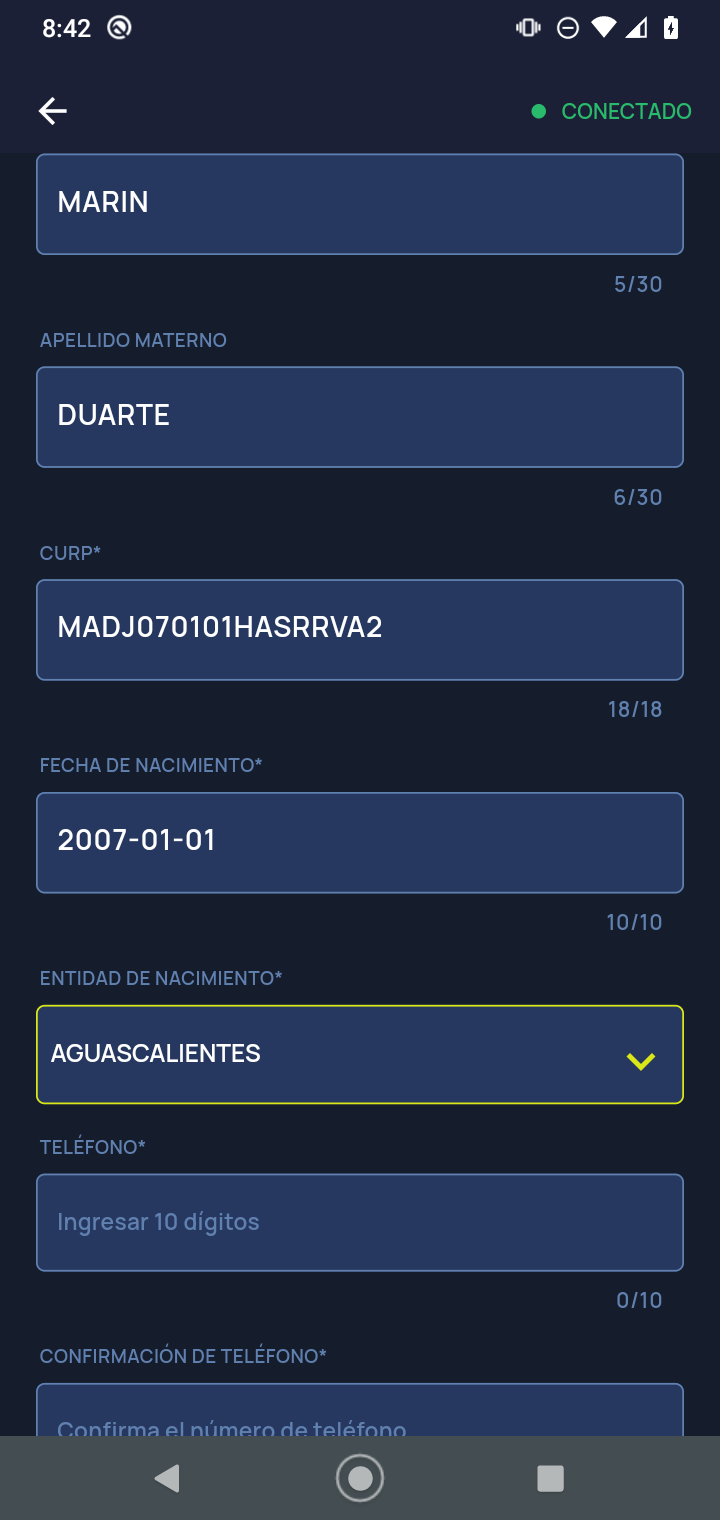 8:42
CONECTADO
MARIN
5/30
APELLIDO MATERNO
DUARTE
6/30
CURP*
MADJ070101HASRRVA2
18/18
FECHA DE NACIMIENTO*
2007-01-01
10/10
ENTIDAD DE NACIMIENTO*
AGUASCALIENTES
TELÉFONO*
Ingresar 10 dígitos
0/10
CONFIRMACIÓN DE TELÉFONO*
Confirma el número de teléfono